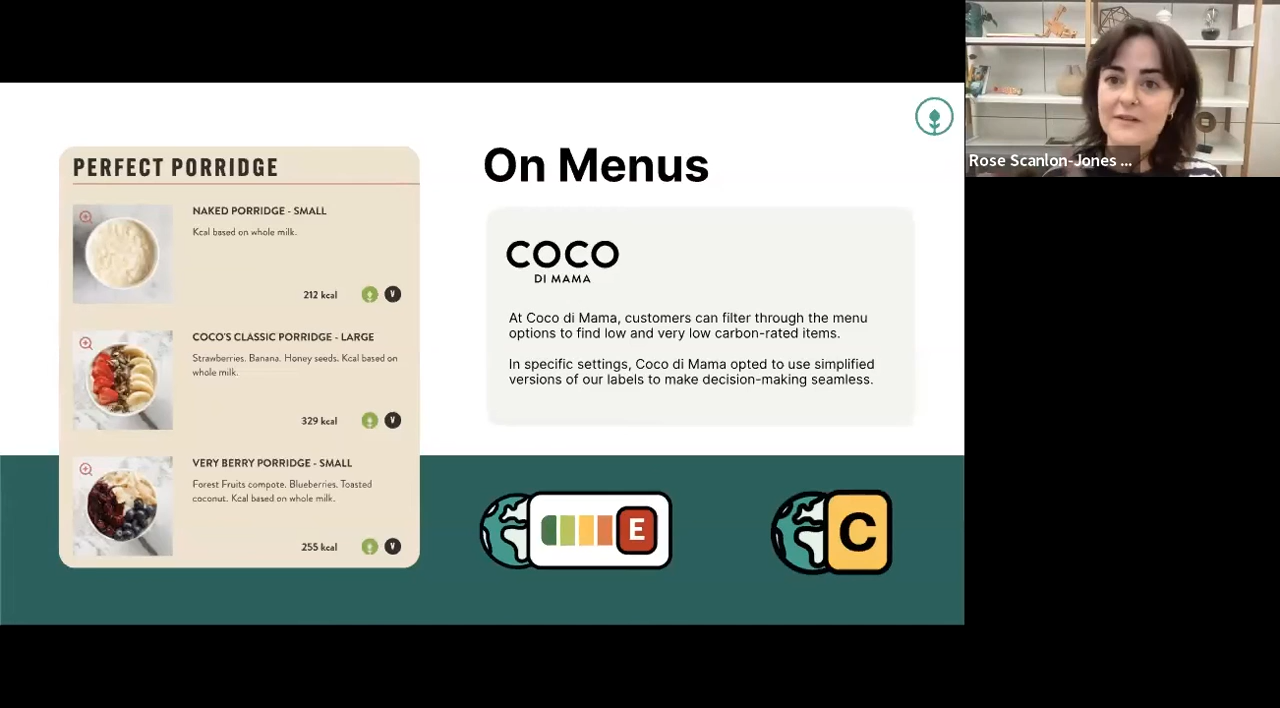 PERFECT PORRIDGE
NAKED PORRIDGE - SMALL
Kcal based on whole milk.
212 kcal
V
COCO'S CLASSIC PORRIDGE - LARGE
Strawberries. Banana. Honey seeds. Kcal based on
whole milk.
329 kcal
V
VERY BERRY PORRIDGE - SMALL
Forest Fruits compote. Blueberries. Toasted
coconut. Kcal based on whole milk.
255 kcal
V
On Menus
COCO
DI MAMA
At Coco di Mama, customers can filter through the menu
options to find low and very low carbon-rated items.
In specific settings, Coco di Mama opted to use simplified
versions of our labels to make decision-making seamless.
E
C
Rose Scanlon-Jones ...